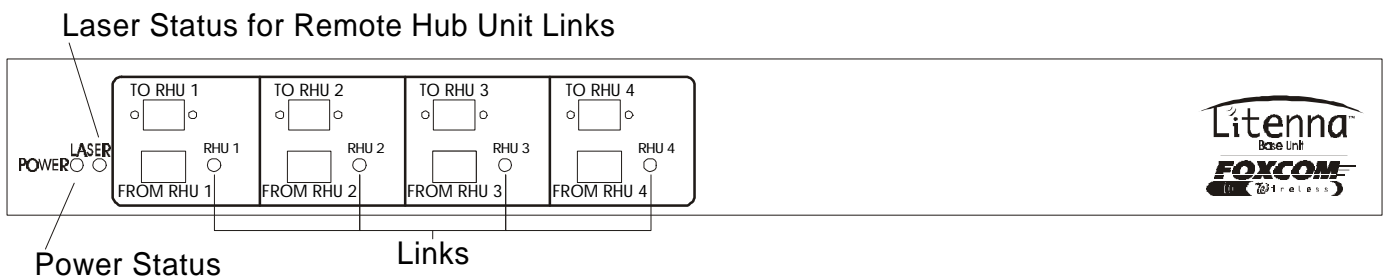 Laser Status for Remote Hub Unit Links
TO RHU 1 TO RHU 2 TO RHU 3 TO RHU 4
LASER
POWER
RHU 1 RHU 2 RHU 3 RHU 4
FROM RHU 1 FROM RHU 2 FROM RHU 3 FROM RHU 4
Litenna™
Base Unit
FOXCOM
Wireless
Links
Power Status